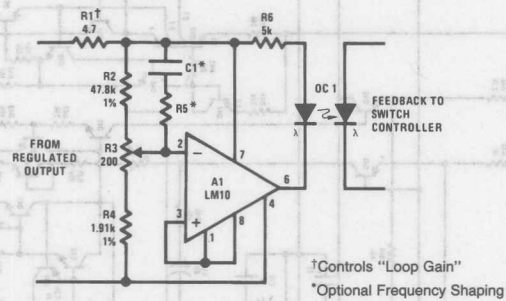 R1†
4.7
R6
5k
C1*
R2
47.8k
1%
R5*
OC 1
FEEDBACK TO
SWITCH
CONTROLLER
λ
λ
FROM
REGULATED
OUTPUT
R3
200
2
−
7
A1
LM10
6
4
3
+
1
8
R4
1.91k
1%
†Controls "Loop Gain"
*Optional Frequency Shaping